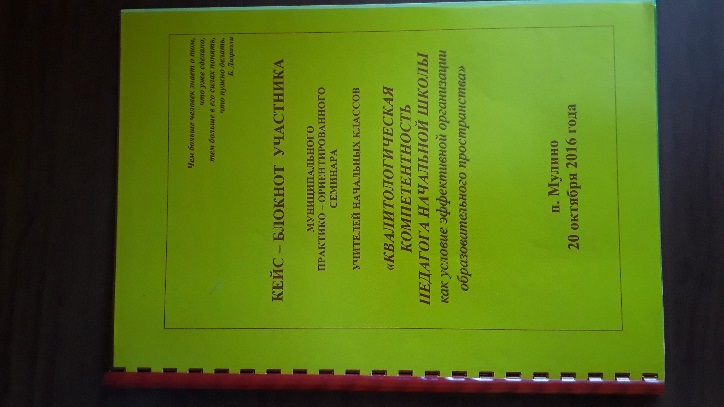 Чем больше человек знает о том,
что уже сделано,
тем больше в его силах понять,
что нужно делать.
Б. Дизраэли
КЕЙС – БЛОКНОТ УЧАСТНИКА
МУНИЦИПАЛЬНОГО
ПРАКТИКО – ОРИЕНТИРОВАННОГО
СЕМИНАРА
УЧИТЕЛЕЙ НАЧАЛЬНЫХ КЛАССОВ
«КВАЛИТОЛОГИЧЕСКАЯ
КОМПЕТЕНТНОСТЬ
ПЕДАГОГА НАЧАЛЬНОЙ ШКОЛЫ
как условие эффективной организации
образовательного пространства»
п. Мулино
20 октября 2016 года